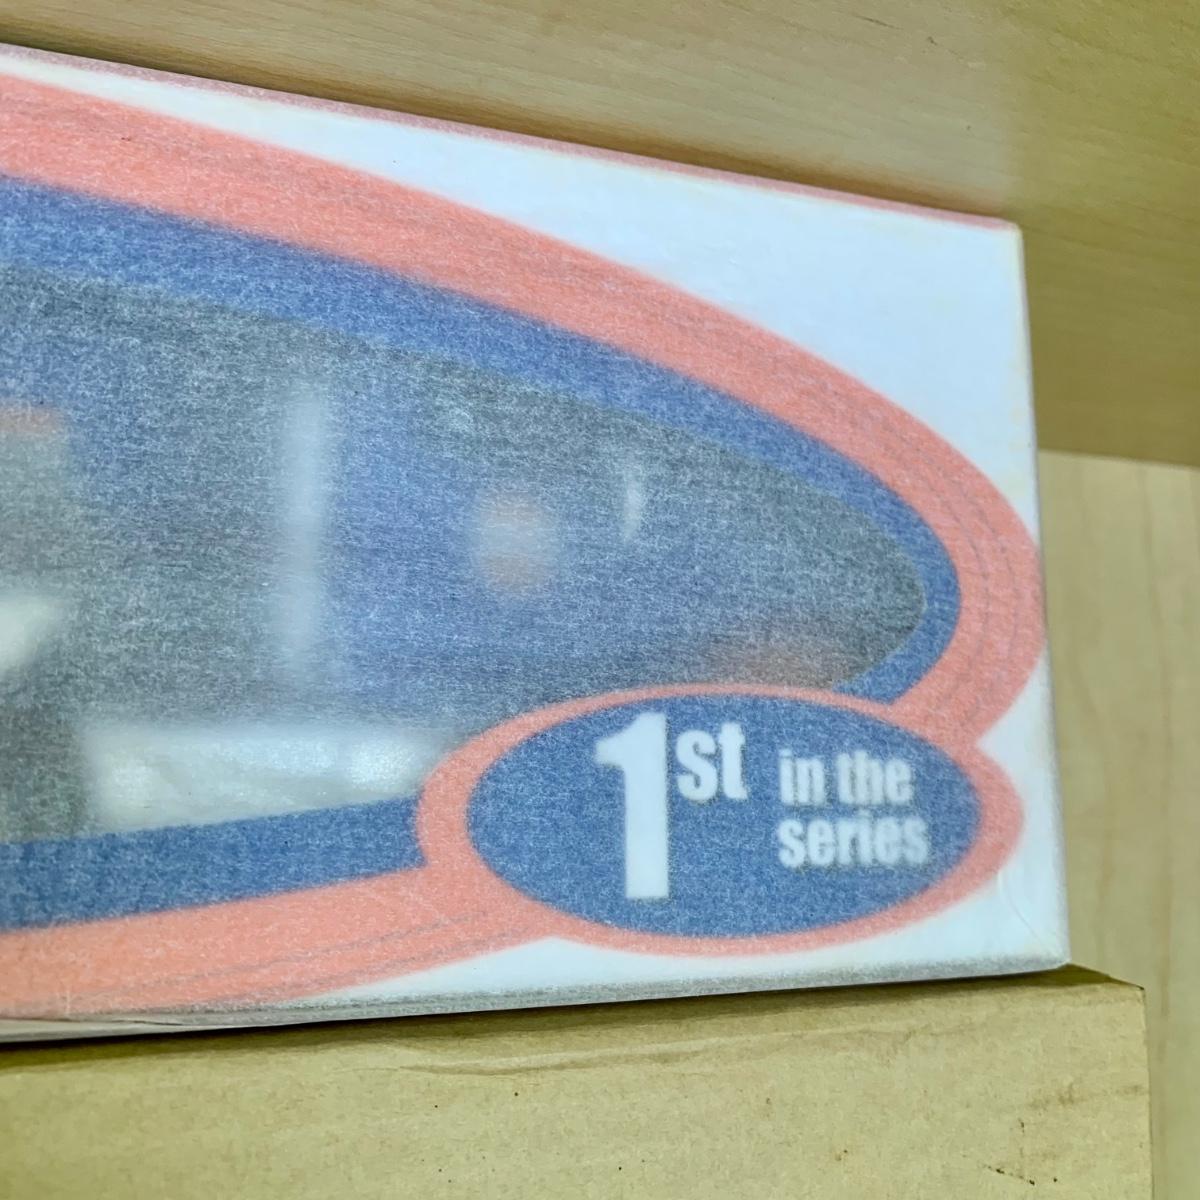 1st in the
series